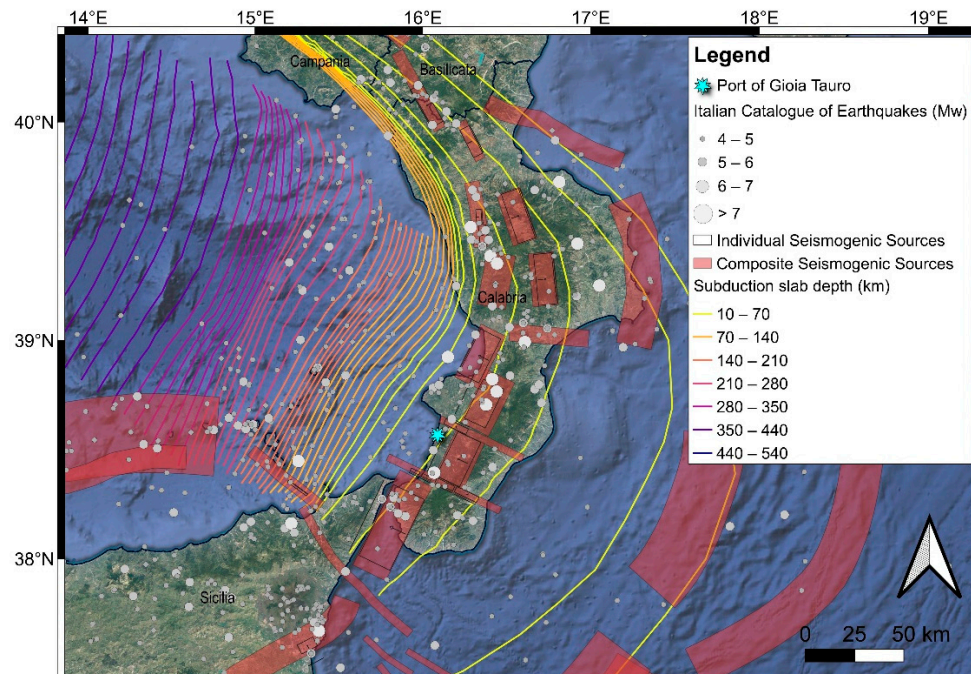 14°E 15°E 16°E 17°E 18°E 19°E
Legend
Port of Gioia Tauro
Italian Catalogue of Earthquakes (Mw)
4 – 5
5 – 6
6 – 7
> 7
Individual Seismogenic Sources
Composite Seismogenic Sources
Subduction slab depth (km)
10 – 70
70 – 140
140 – 210
210 – 280
280 – 350
350 – 440
440 – 540
Campania
Basilicata
40°N
Calabria
39°N
38°N
Sicilia
0 25 50 km